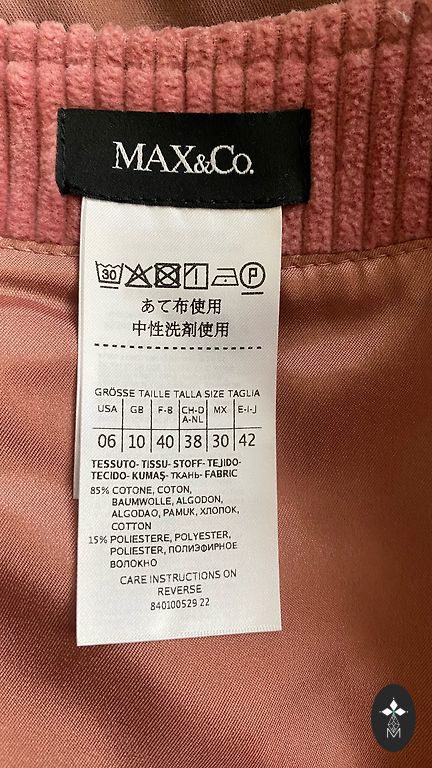 MAX&Co.
30
P
あて布使用
中性洗剤使用
GRÖSSE TAILLE TALLA SIZE TAGLIA
USA GB F-B CH-D A-NL MX E-I-J
06 10 40 38 30 42
TESSUTO- TISSU- STOFF- TEJIDO-
TECIDO- KUMAŞ- ТКАНЬ- FABRIC
85% COTONE, COTON,
BAUMWOLLE, ALGODON,
ALGODAO, PAMUK, ХЛОПОК,
COTTON
15% POLIESTERE, POLYESTER,
POLIESTER, ПОЛИЭФИРНОЕ
ВОЛОКНО
CARE INSTRUCTIONS ON
REVERSE
840100529 22
M